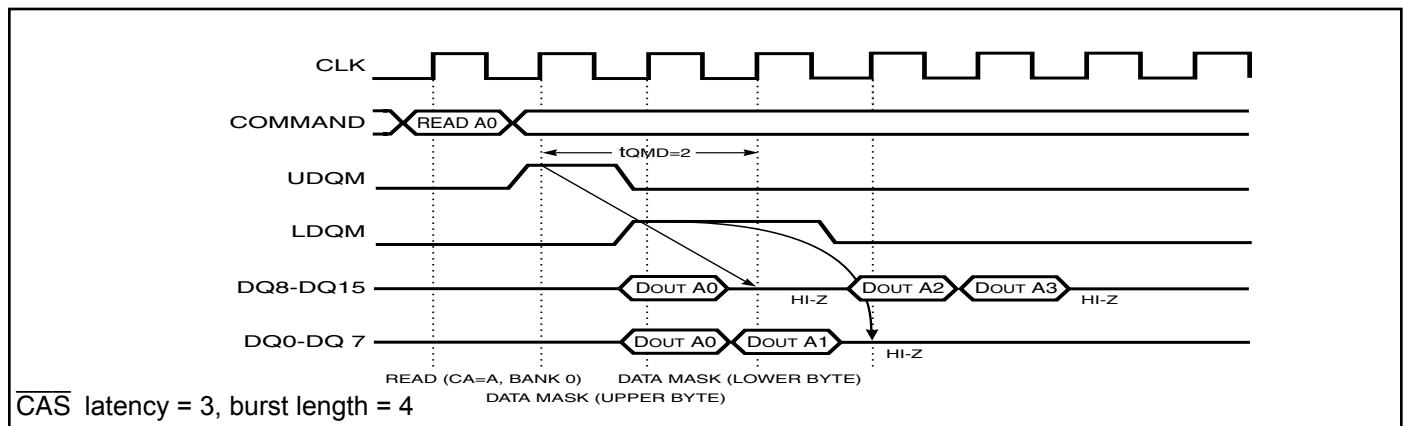 CLK
COMMAND
READ A0
tQMD=2
UDQM
LDQM
DQ8-DQ15
DOUT A0
HI-Z
DOUT A2
DOUT A3
HI-Z
DQ0-DQ 7
DOUT A0
DOUT A1
HI-Z
READ (CA=A, BANK 0)
DATA MASK (LOWER BYTE)
DATA MASK (UPPER BYTE)
C̅A̅S̅ latency = 3, burst length = 4